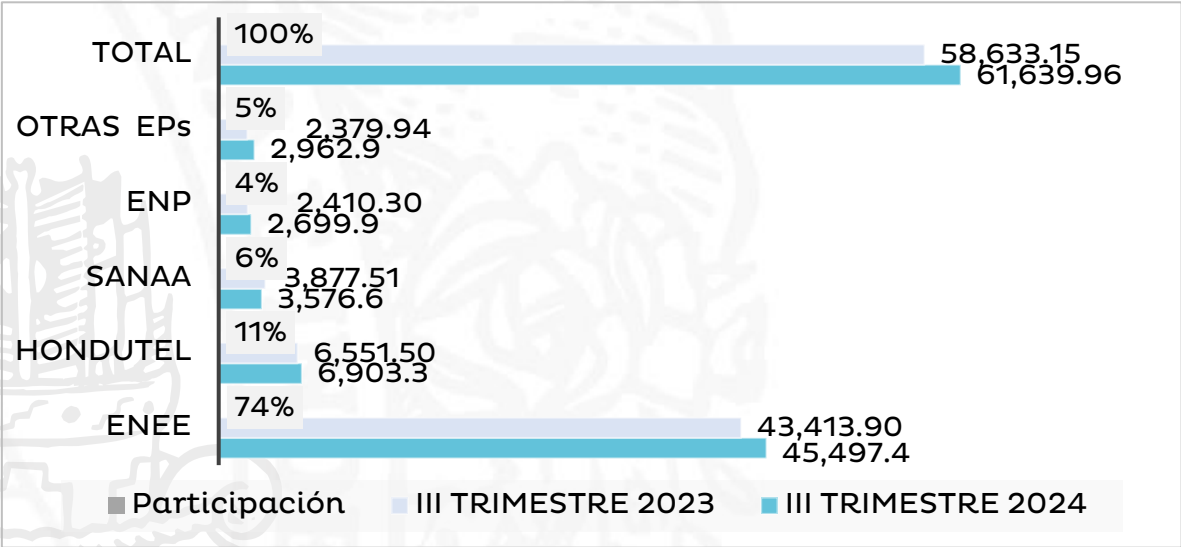 100%
TOTAL
58,633.15
61,639.96
5%
OTRAS EPs
2,379.94
2,962.9
4%
ENP
2,410.30
2,699.9
6%
SANAA
3,877.51
3,576.6
11%
HONDUTEL
6,551.50
6,903.3
74%
ENEE
43,413.90
45,497.4
Participación III TRIMESTRE 2023 III TRIMESTRE 2024